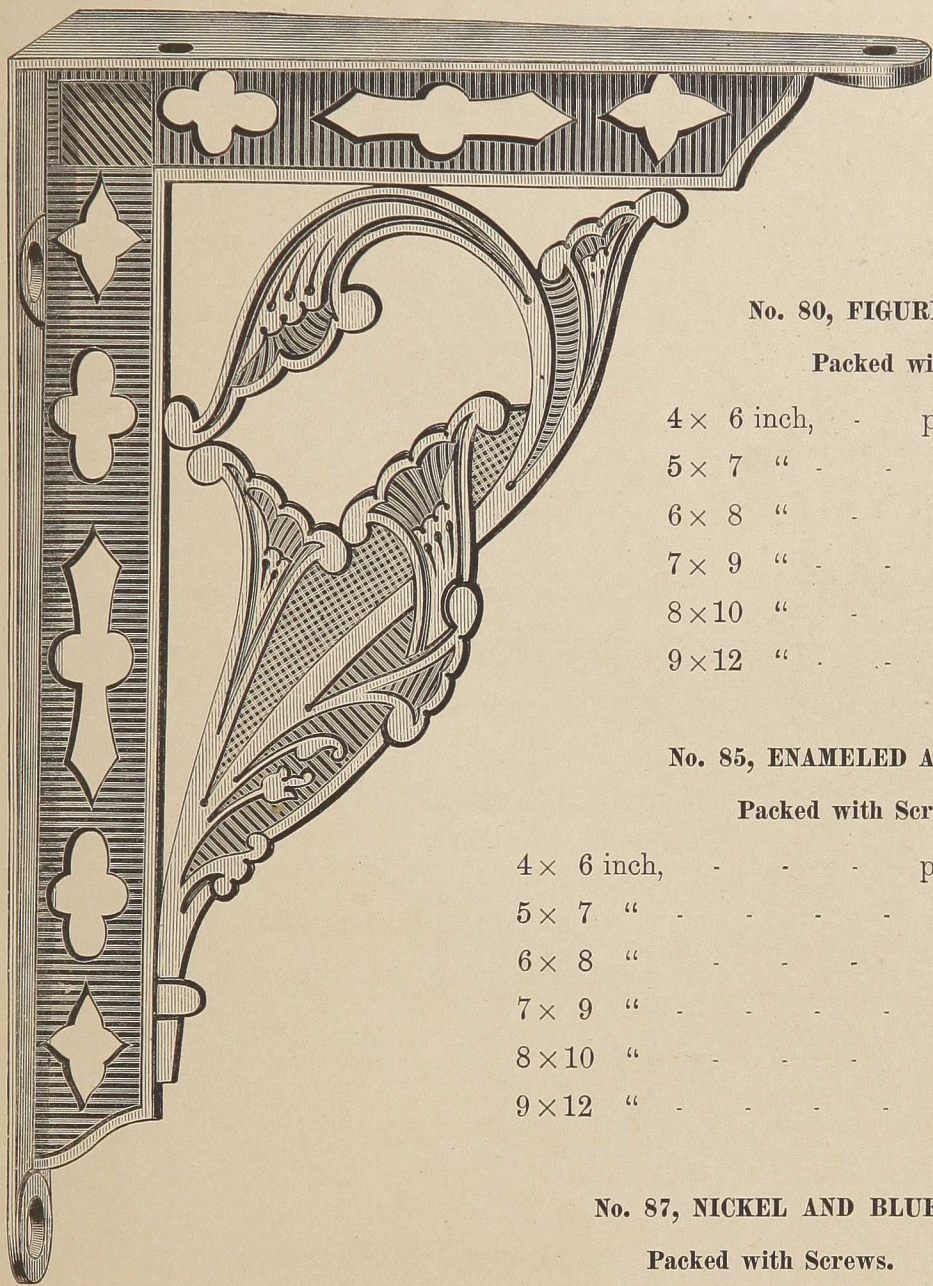 No. 80, FIGUR
Packed wi
4 × 6 inch, - p
5 × 7 “ - -
6 × 8 “ -
7 × 9 “ - -
8 × 10 “ -
9 × 12 “ - -
No. 85, ENAMELED A
Packed with Scr
4 × 6 inch, - - - p
5 × 7 “ - - - -
6 × 8 “ - - -
7 × 9 “ - - - -
8 × 10 “ - - -
9 × 12 “ - - - -
No. 87, NICKEL AND BLUE
Packed with Screws.